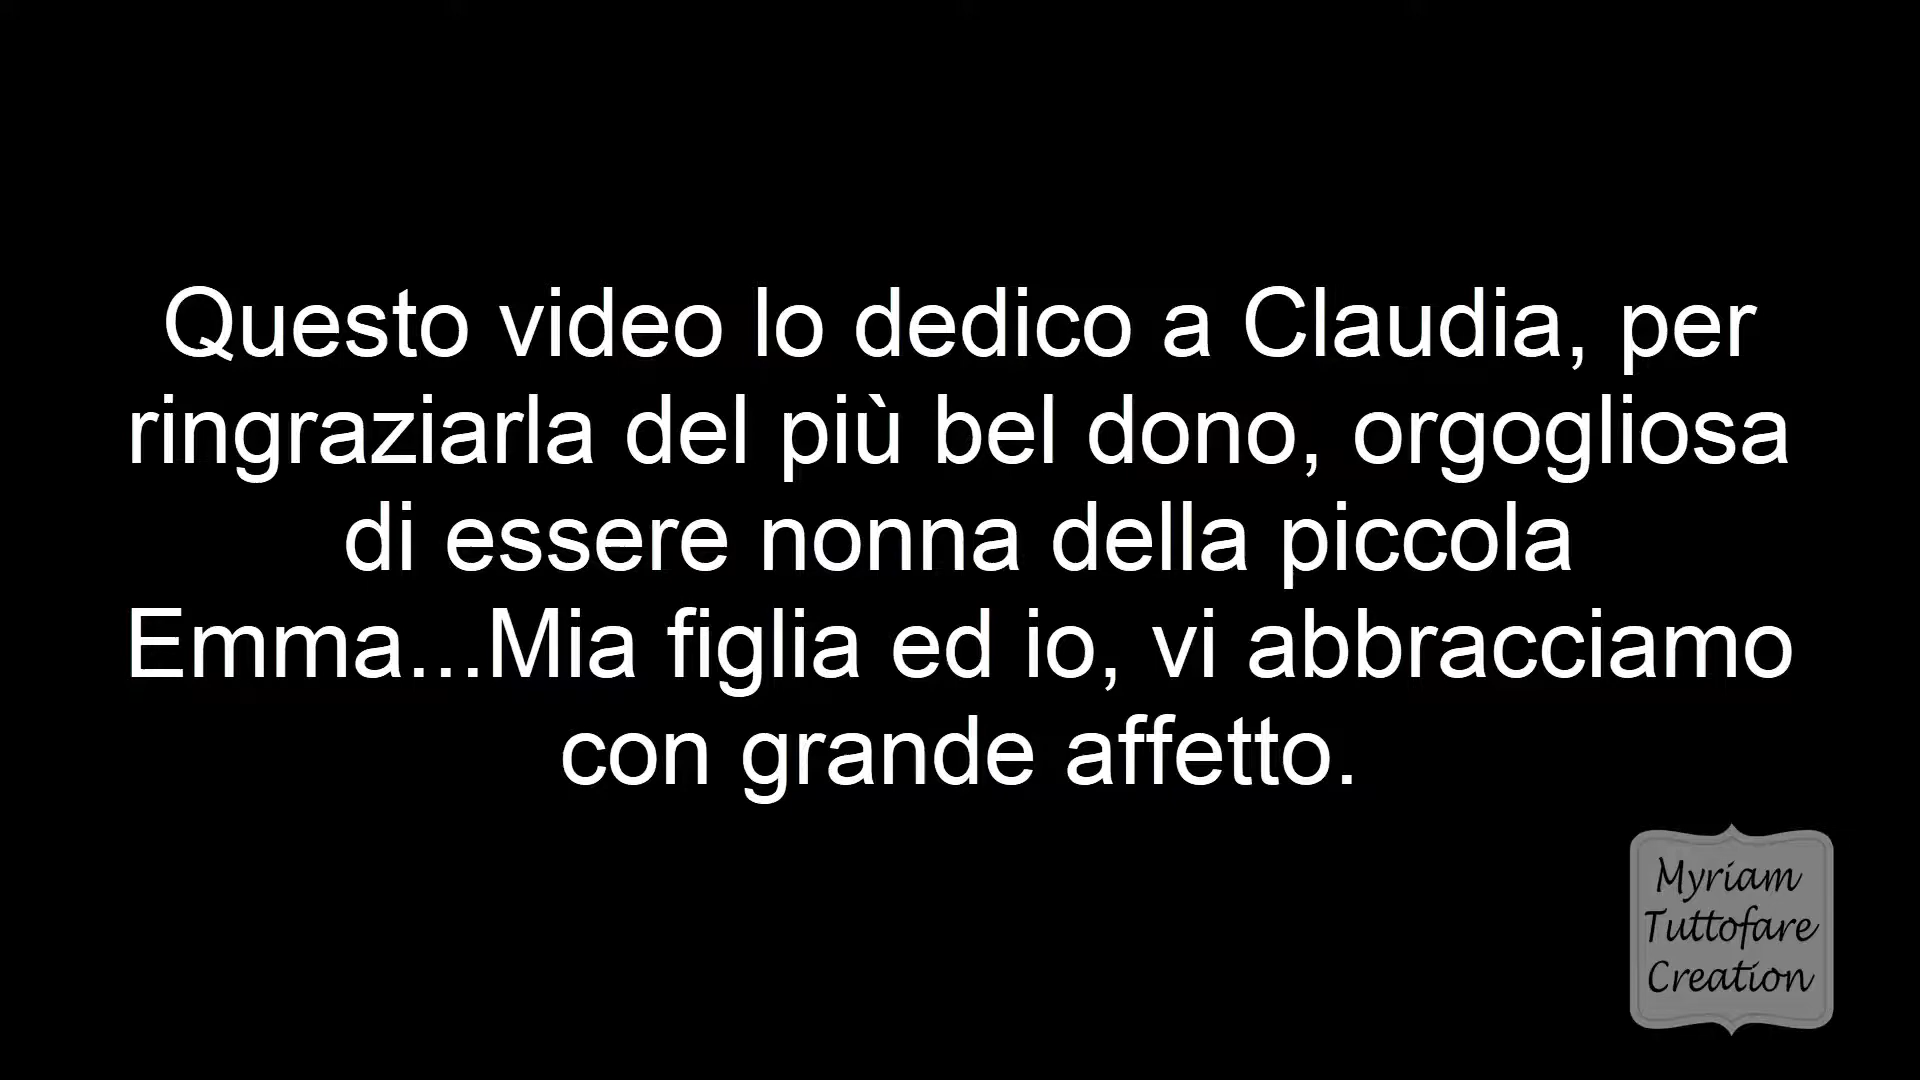 Questo video lo dedico a Claudia, per
ringraziarla del più bel dono, orgogliosa
di essere nonna della piccola
Emma...Mia figlia ed io, vi abbracciamo
con grande affetto.
Myriam
Tuttofare
Creation